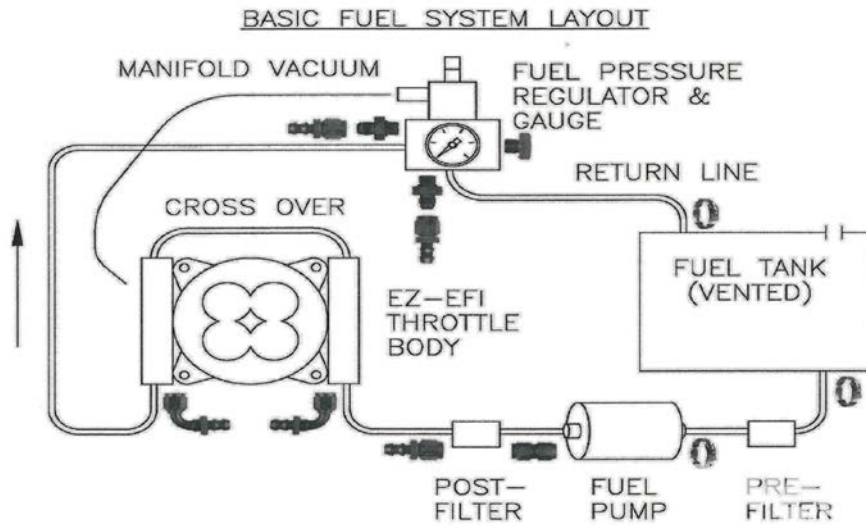 BASIC FUEL SYSTEM LAYOUT
MANIFOLD VACUUM
FUEL PRESSURE
REGULATOR &
GAUGE
RETURN LINE
CROSS OVER
FUEL TANK
(VENTED)
EZ-EFI
THROTTLE
BODY
POST-
FILTER
FUEL
PUMP
PRE-
FILTER